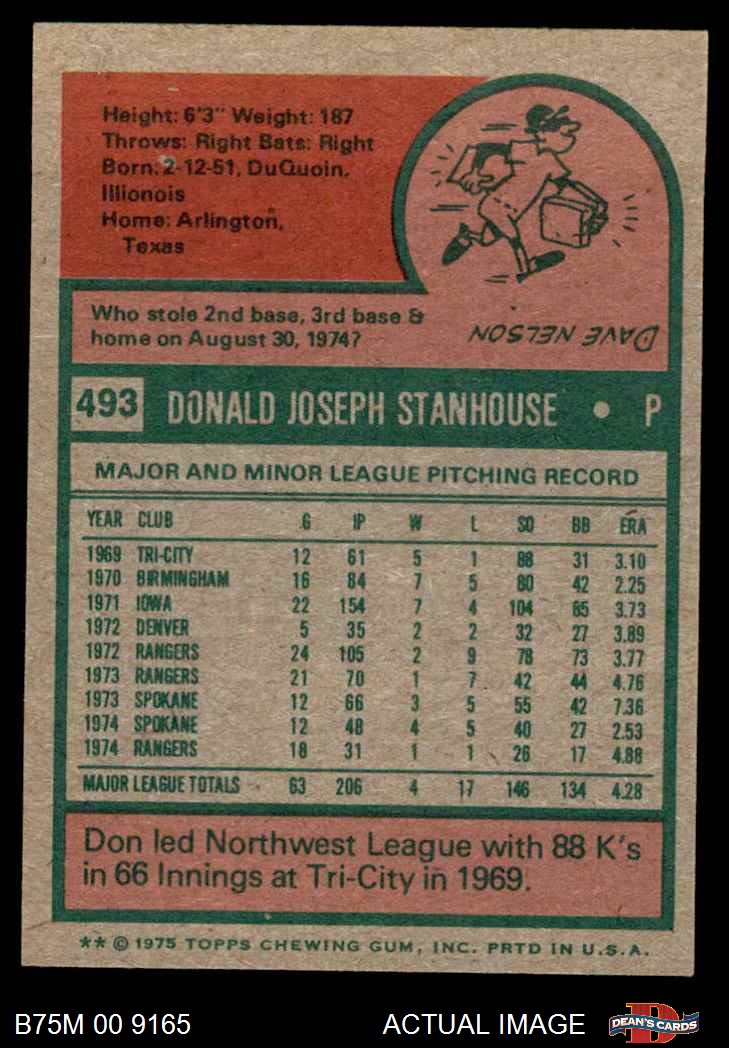 Height: 6'3" Weight: 187
Throws: Right Bats: Right
Born: 2-12-51, DuQuoin,
Illionois
Home: Arlington,
Texas
Who stole 2nd base, 3rd base &
home on August 30, 1974?
DAVE NELSON
493 DONALD JOSEPH STANHOUSE • P
MAJOR AND MINOR LEAGUE PITCHING RECORD
YEAR CLUB G IP W L SO BB ERA
1969 TRI-CITY 12 61 5 1 88 31 3.10
1970 BIRMINGHAM 16 84 7 5 80 42 2.25
1971 IOWA 22 154 7 4 104 85 3.73
1972 DENVER 5 35 2 2 32 27 3.89
1972 RANGERS 24 105 2 9 78 73 3.77
1973 RANGERS 21 70 1 7 42 44 4.76
1973 SPOKANE 12 66 3 5 55 42 7.36
1974 SPOKANE 12 48 4 5 40 27 2.53
1974 RANGERS 18 31 1 1 26 17 4.88
MAJOR LEAGUE TOTALS 63 206 4 17 146 134 4.28
Don led Northwest League with 88 K's
in 66 Innings at Tri-City in 1969.
** © 1975 TOPPS CHEWING GUM, INC. PRTD IN U.S.A.
B75M 00 9165 ACTUAL IMAGE DEAN'S CARDS